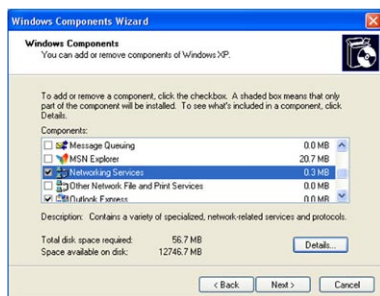 Windows Components Wizard
Windows Components
You can add or remove components of Windows XP.
To add or remove a component, click the checkbox. A shaded box means that only
part of the component will be installed. To see what's included in a component, click
Details.
Components:
Message Queuing 0.0 MB
MSN Explorer 20.7 MB
Networking Services 0.3 MB
Other Network File and Print Services 0.0 MB
Outlook Express 0.0 MB
Description: Contains a variety of specialized, network-related services and protocols.
Total disk space required: 56.7 MB
Space available on disk: 12746.7 MB
Details...
< Back Next > Cancel